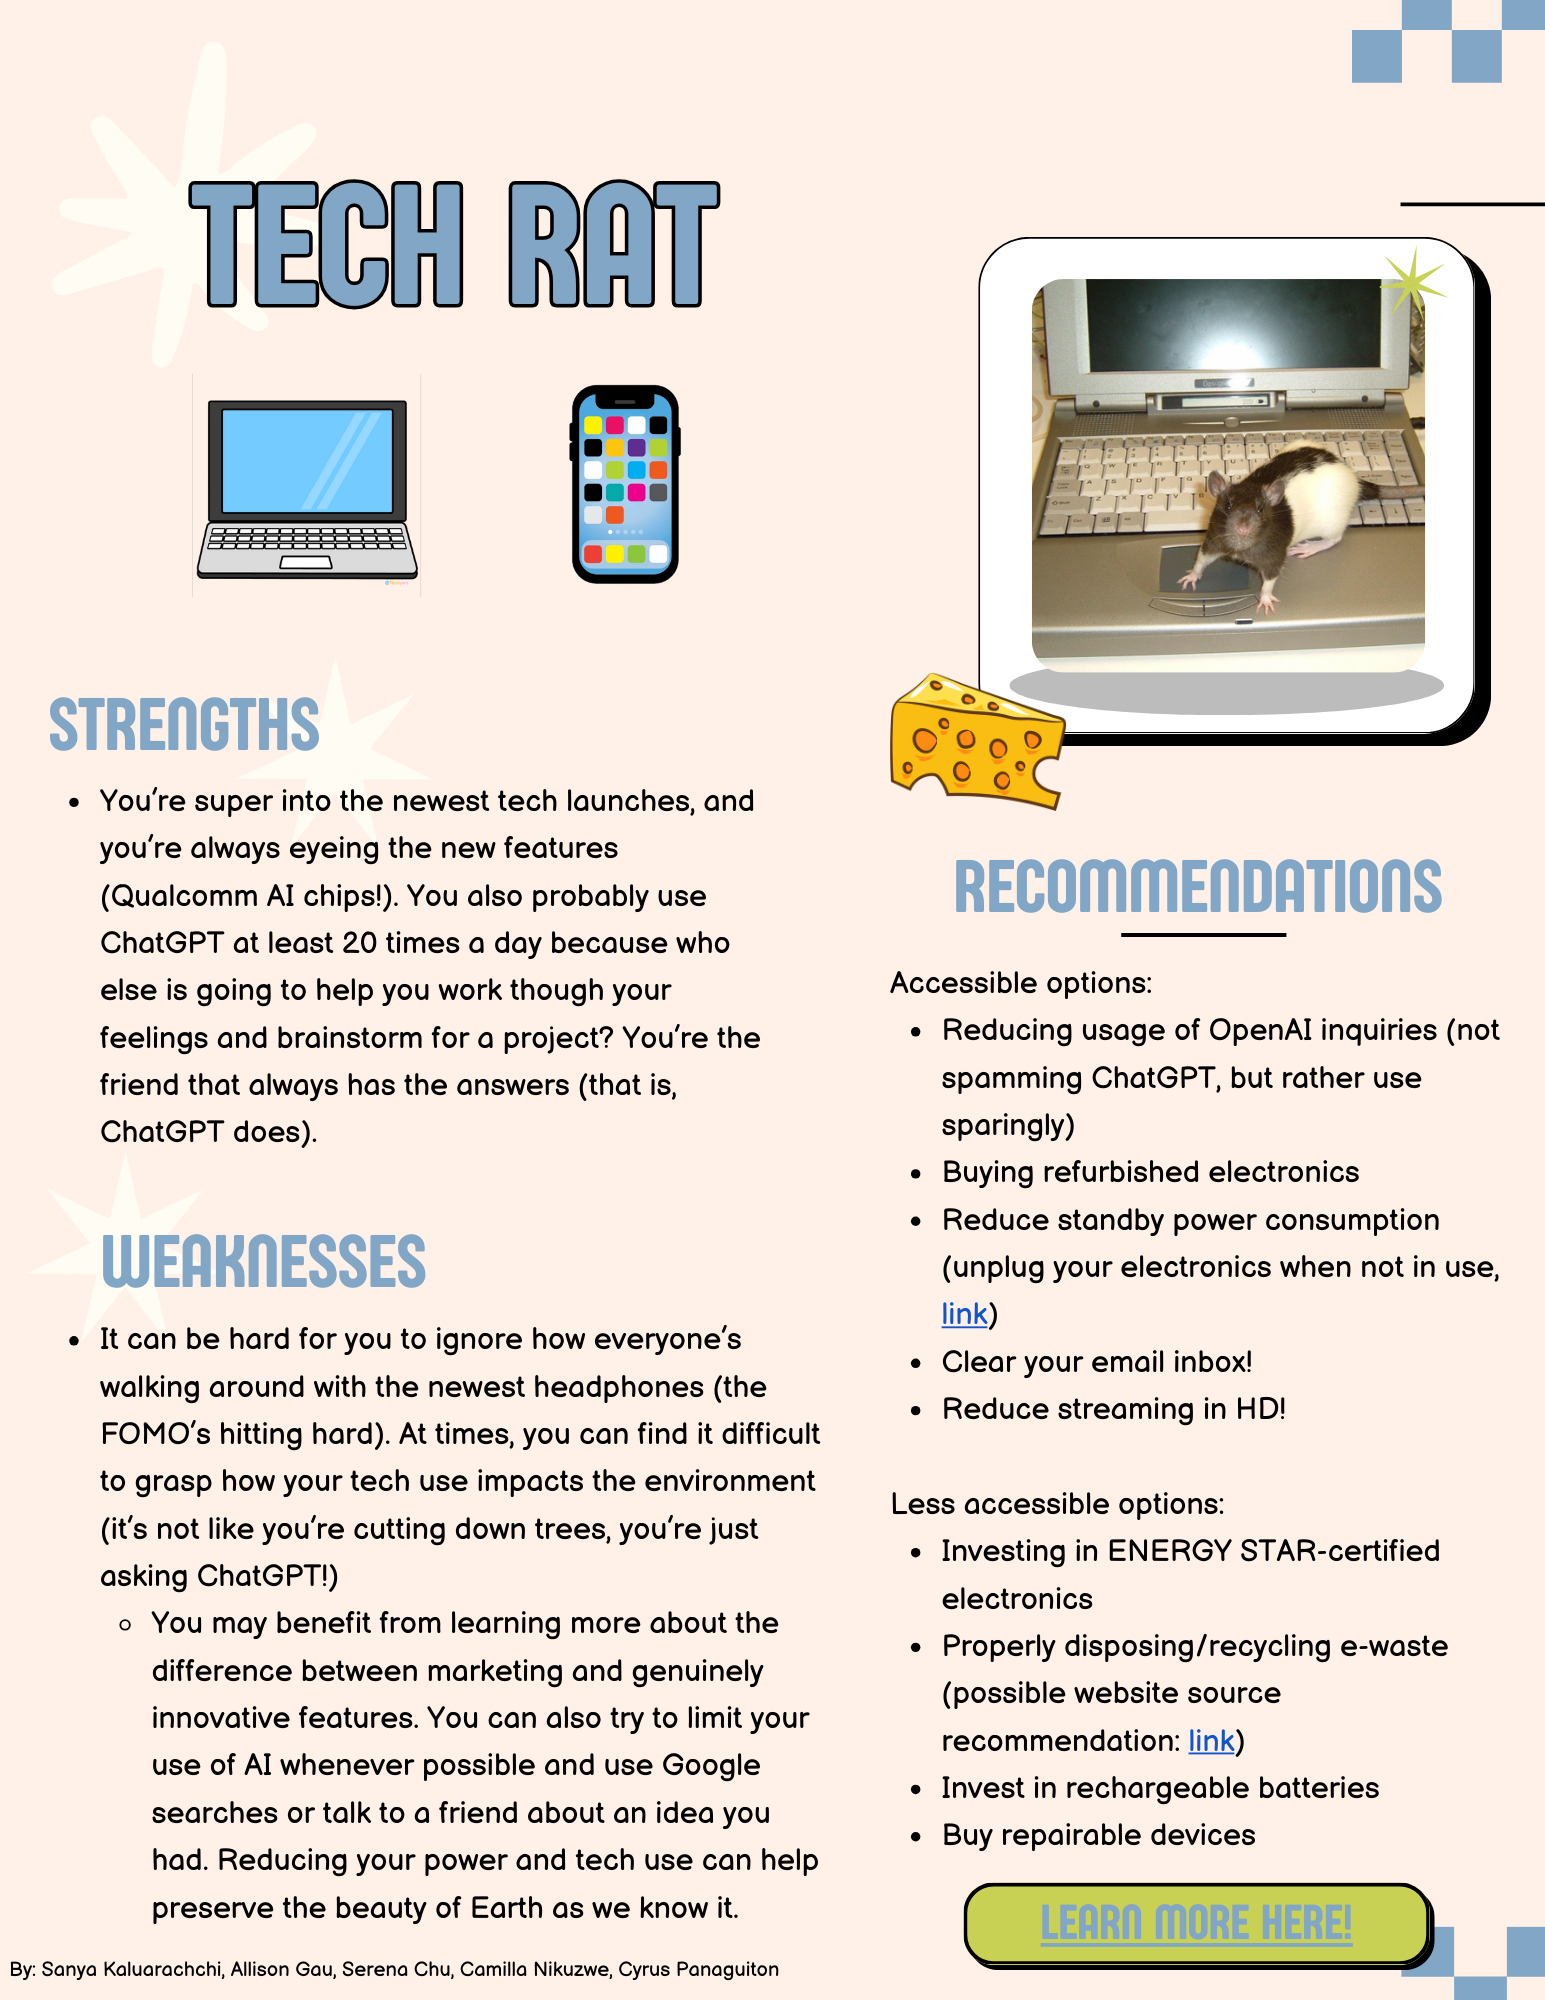 TECH RAT
STRENGTHS
• You're super into the newest tech launches, and
you're always eyeing the new features
(Qualcomm AI chips!). You also probably use
ChatGPT at least 20 times a day because who
else is going to help you work though your
feelings and brainstorm for a project? You're the
friend that always has the answers (that is,
ChatGPT does).
WEAKNESSES
• It can be hard for you to ignore how everyone's
walking around with the newest headphones (the
FOMO's hitting hard). At times, you can find it difficult
to grasp how your tech use impacts the environment
(it's not like you're cutting down trees, you're just
asking ChatGPT!)
◦ You may benefit from learning more about the
difference between marketing and genuinely
innovative features. You can also try to limit your
use of AI whenever possible and use Google
searches or talk to a friend about an idea you
had. Reducing your power and tech use can help
preserve the beauty of Earth as we know it.
By: Sanya Kaluarachchi, Allison Gau, Serena Chu, Camilla Nikuzwe, Cyrus Panaguiton
RECOMMENDATIONS
Accessible options:
• Reducing usage of OpenAI inquiries (not
spamming ChatGPT, but rather use
sparingly)
• Buying refurbished electronics
• Reduce standby power consumption
(unplug your electronics when not in use,
link)
• Clear your email inbox!
• Reduce streaming in HD!
Less accessible options:
• Investing in ENERGY STAR-certified
electronics
• Properly disposing/recycling e-waste
(possible website source
recommendation: link)
• Invest in rechargeable batteries
• Buy repairable devices
LEARN MORE HERE!